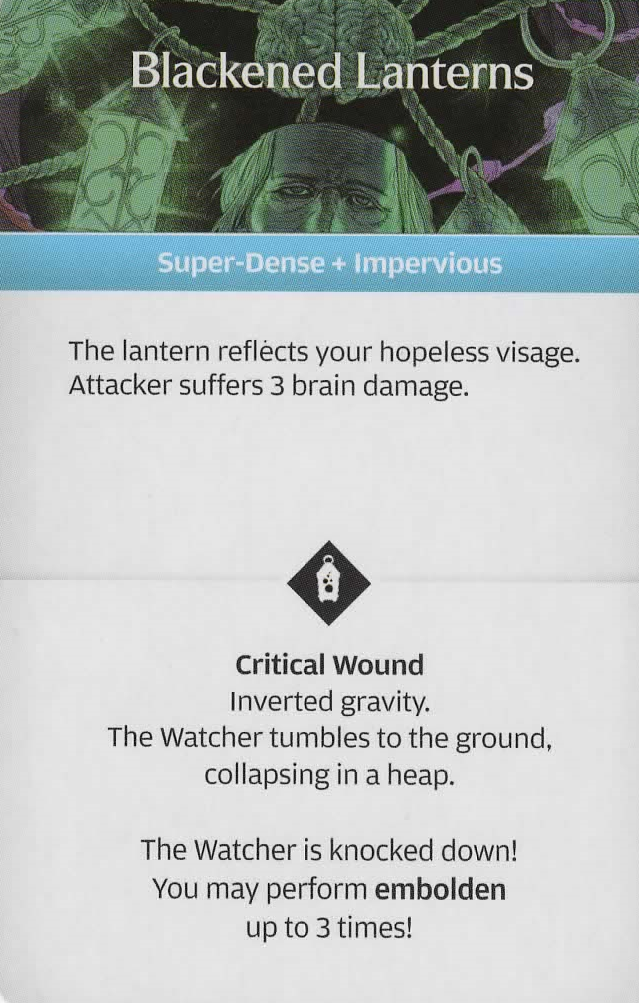 Blackened Lanterns
Super-Dense + Impervious
The lantern reflects your hopeless visage.
Attacker suffers 3 brain damage.
Critical Wound
Inverted gravity.
The Watcher tumbles to the ground,
collapsing in a heap.
The Watcher is knocked down!
You may perform embolden
up to 3 times!